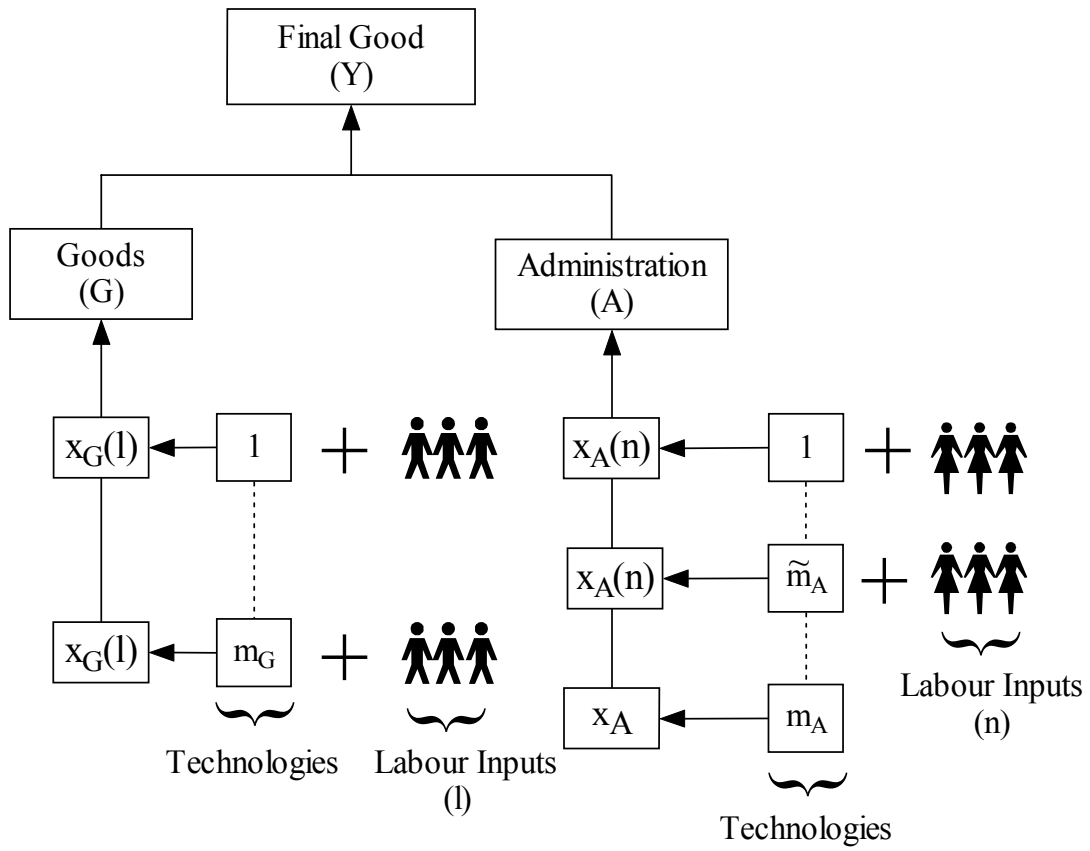 Final Good
(Y)
Goods
(G)
Administration
(A)
x_G(l)
1
+
x_A(n)
1
+
x_A(n)
m̃_A
+
x_G(l)
m_G
+
x_A
m_A
Technologies
Labour Inputs
(l)
Labour Inputs
(n)
Technologies